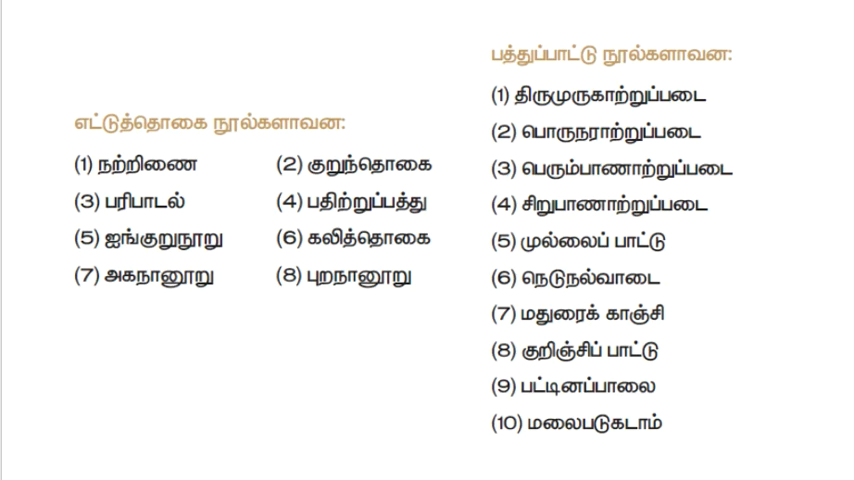 எட்டுத்தொகை நூல்களாவன:
(1) நற்றிணை (2) குறுந்தொகை
(3) பரிபாடல் (4) பதிற்றுப்பத்து
(5) ஐங்குறுநூறு (6) கலித்தொகை
(7) அகநானூறு (8) புறநானூறு
பத்துப்பாட்டு நூல்களாவன:
(1) திருமுருகாற்றுப்படை
(2) பொருநராற்றுப்படை
(3) பெரும்பாணாற்றுப்படை
(4) சிறுபாணாற்றுப்படை
(5) முல்லைப் பாட்டு
(6) நெடுநல்வாடை
(7) மதுரைக் காஞ்சி
(8) குறிஞ்சிப் பாட்டு
(9) பட்டினப்பாலை
(10) மலைபடுகடாம்